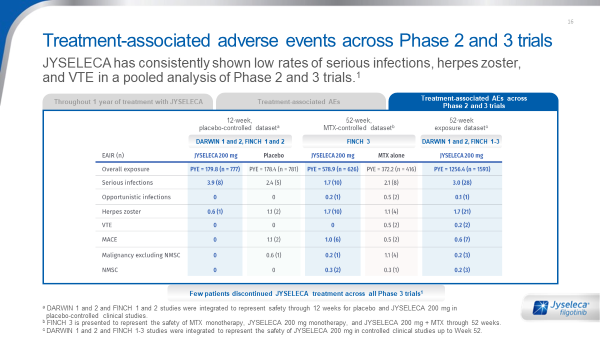 26
Treatment-associated adverse events across Phase 2 and 3 trials
JYSELECA has consistently shown low rates of serious infections, herpes zoster,
and VTE in a pooled analysis of Phase 2 and 3 trials.¹
Throughout 1 year of treatment with JYSELECA
Treatment-associated AEs
Treatment-associated AEs across
Phase 2 and 3 trials
12-week,
placebo-controlled datasetᵃ
52-week,
MTX-controlled datasetᵇ
52-week
exposure datasetᶜ
DARWIN 1 and 2, FINCH 1 and 2
FINCH 3
DARWIN 1 and 2, FINCH 1-3
EAIR (n) JYSELECA 200 mg Placebo JYSELECA 200 mg MTX alone JYSELECA 200 mg
Overall exposure PYE = 179.8 (n = 777) PYE = 178.4 (n = 781) PYE = 578.9 (n = 626) PYE = 372.2 (n = 416) PYE = 1256.4 (n = 1593)
Serious infections 3.9 (8) 2.4 (5) 1.7 (10) 2.1 (8) 3.0 (28)
Opportunistic infections 0 0 0.2 (1) 0.5 (2) 0.1 (1)
Herpes zoster 0.6 (1) 1.1 (2) 1.7 (10) 1.1 (4) 1.7 (21)
VTE 0 0 0 0.5 (2) 0.2 (2)
MACE 0 1.1 (2) 1.0 (6) 0.5 (2) 0.6 (7)
Malignancy excluding NMSC 0 0.6 (1) 0.2 (1) 1.1 (4) 0.2 (3)
NMSC 0 0 0.3 (2) 0.3 (1) 0.2 (3)
Few patients discontinued JYSELECA treatment across all Phase 3 trials¹
ᵃ DARWIN 1 and 2 and FINCH 1 and 2 studies were integrated to represent safety through 12 weeks for placebo and JYSELECA 200 mg in
placebo-controlled clinical studies.
ᵇ FINCH 3 is presented to represent the safety of MTX monotherapy, JYSELECA 200 mg monotherapy, and JYSELECA 200 mg + MTX through 52 weeks.
ᶜ DARWIN 1 and 2 and FINCH 1-3 studies were integrated to represent the safety of JYSELECA 200 mg in controlled clinical studies up to Week 52.
Jyseleca
filgotinib